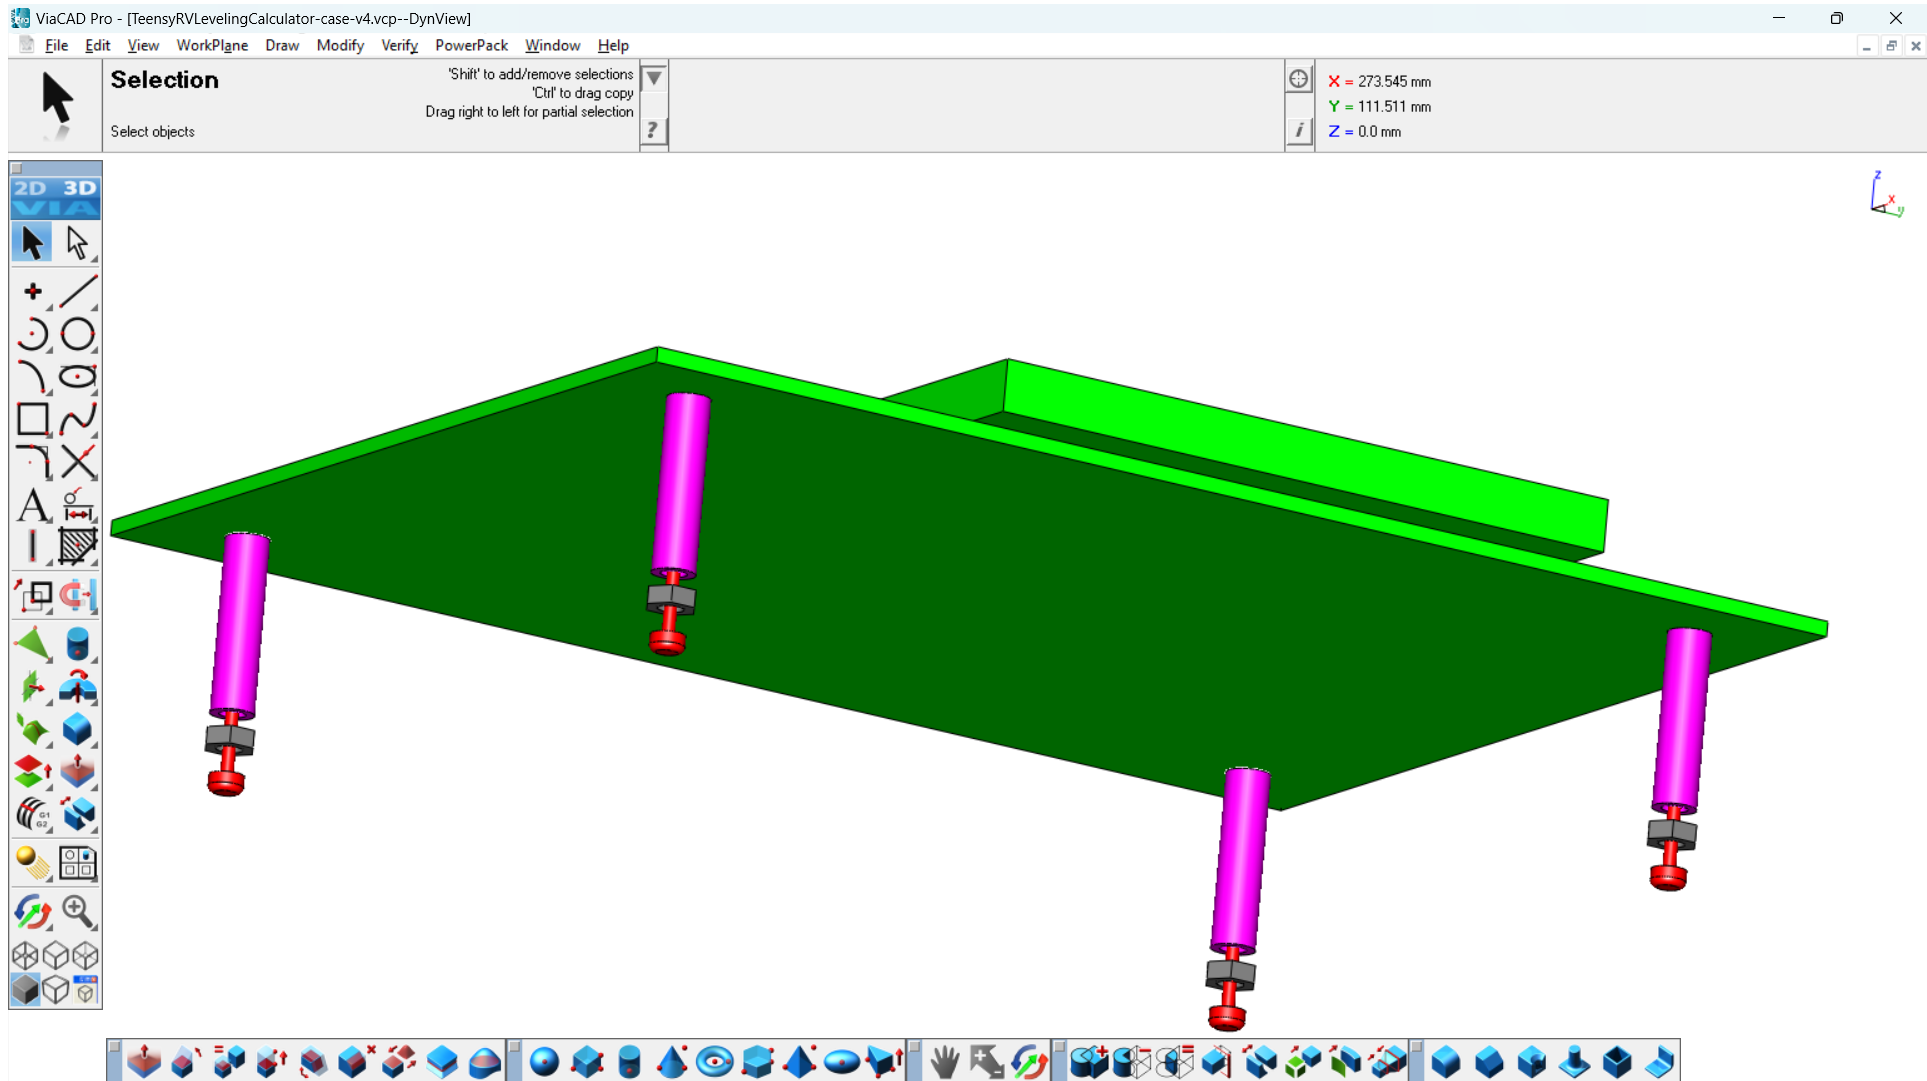 ViaCAD Pro - [TeensyRVLevelingCalculator-case-v4.vcp--DynView]
File Edit View WorkPlane Draw Modify Verify PowerPack Window Help
Selection
'Shift' to add/remove selections
'Ctrl' to drag copy
Drag right to left for partial selection
Select objects
?
i
X = 273.545 mm
Y = 111.511 mm
Z = 0.0 mm
2D 3D
VIA
A
G1
G2
z
x
y